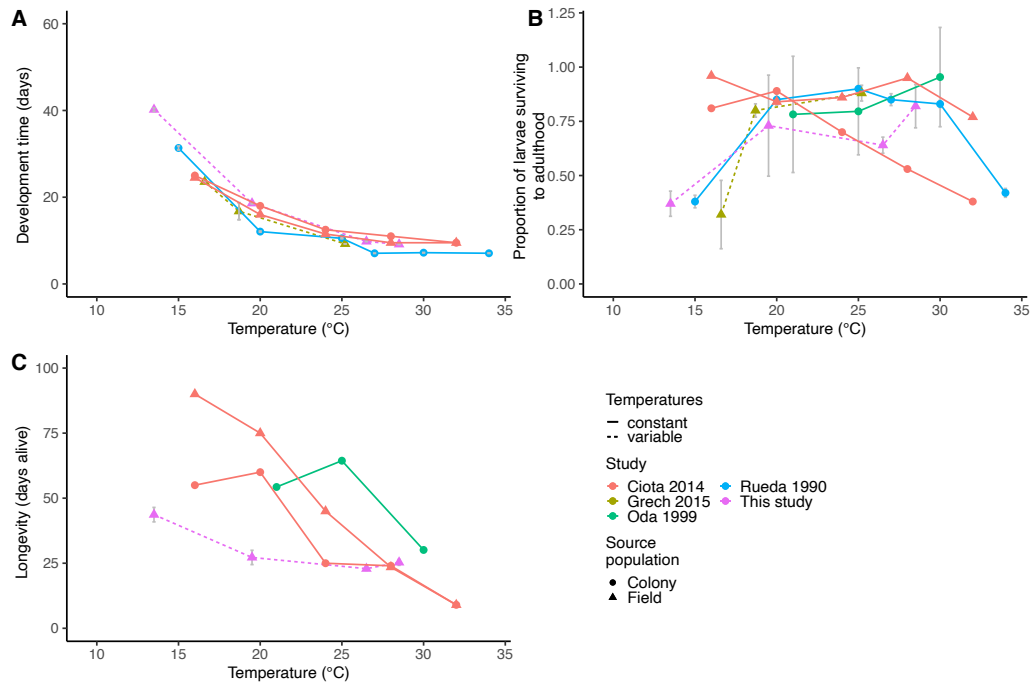 A
Development time (days)
60
40
20
0
10 15 20 25 30 35
Temperature (°C)
B
Proportion of larvae surviving
to adulthood
1.25
1.00
0.75
0.50
0.25
0.00
10 15 20 25 30 35
Temperature (°C)
C
Longevity (days alive)
100
75
50
25
0
10 15 20 25 30 35
Temperature (°C)
Temperatures
constant
variable
Study
Ciota 2014 Rueda 1990
Grech 2015 This study
Oda 1999
Source
population
Colony
Field